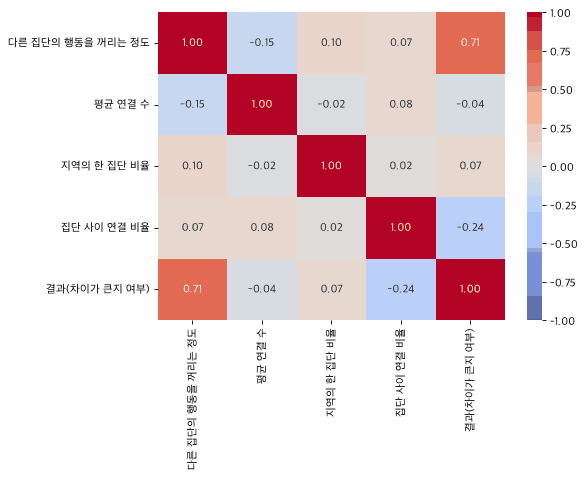 다른 집단의 행동을 꺼리는 정도
1.00 -0.15 0.10 0.07 0.71
평균 연결 수
-0.15 1.00 -0.02 0.08 -0.04
지역의 한 집단 비율
0.10 -0.02 1.00 0.02 0.07
집단 사이 연결 비율
0.07 0.08 0.02 1.00 -0.24
결과(차이가 큰지 여부)
0.71 -0.04 0.07 -0.24 1.00
다른 집단의 행동을 꺼리는 정도
평균 연결 수
지역의 한 집단 비율
집단 사이 연결 비율
결과(차이가 큰지 여부)
1.00
0.75
0.50
0.25
0.00
-0.25
-0.50
-0.75
-1.00